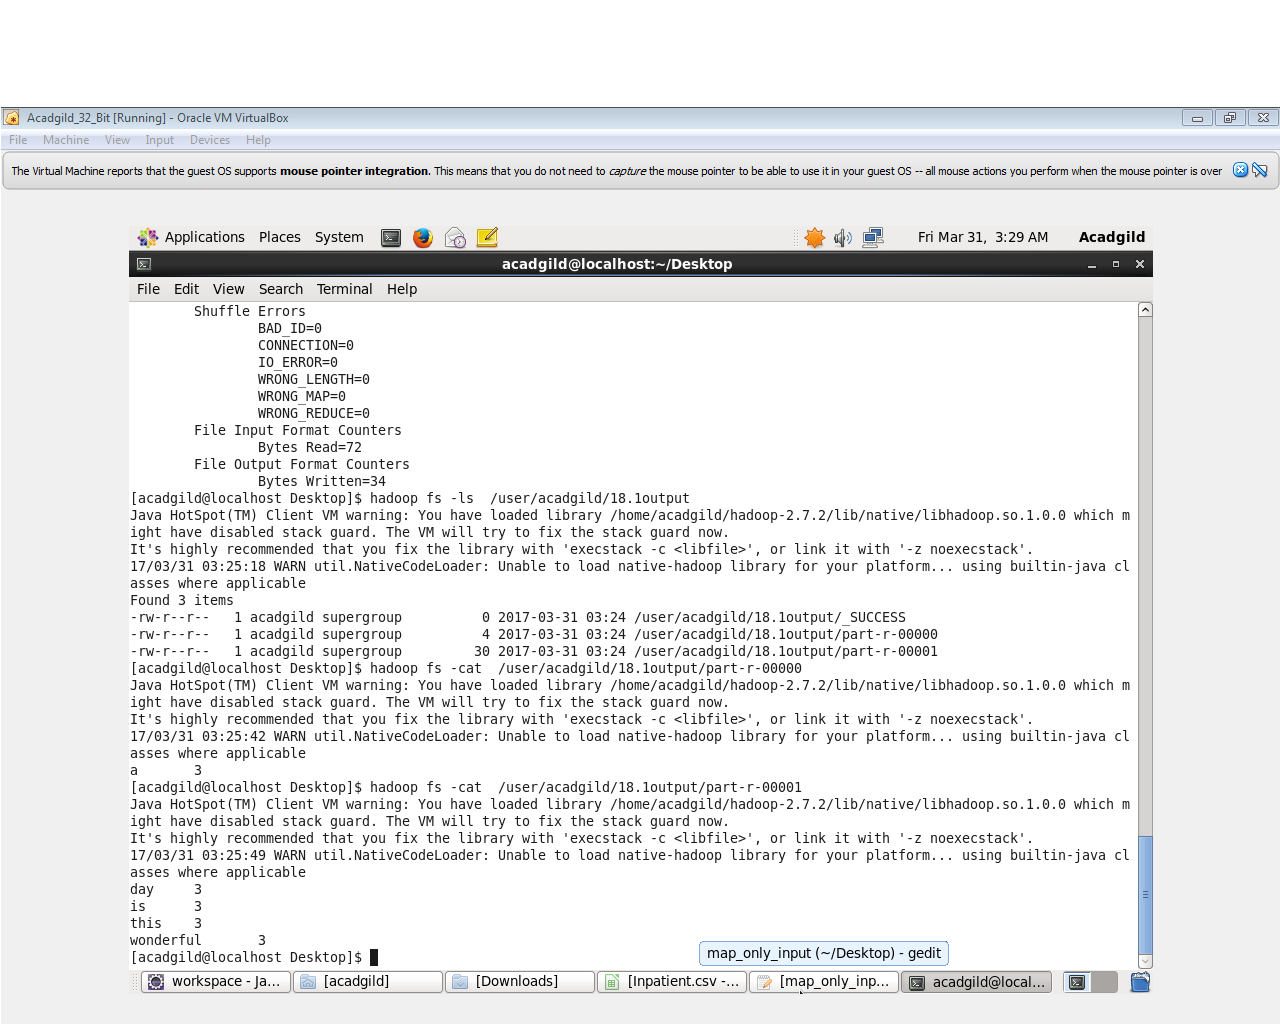 Acadgild_32_Bit [Running] - Oracle VM VirtualBox
File Machine View Input Devices Help
The Virtual Machine reports that the guest OS supports mouse pointer integration. This means that you do not need to capture the mouse pointer to be able to use it in your guest OS -- all mouse actions you perform when the mouse pointer is over
Applications Places System Fri Mar 31, 3:29 AM Acadgild
acadgild@localhost:~/Desktop
File Edit View Search Terminal Help
Shuffle Errors
BAD_ID=0
CONNECTION=0
IO_ERROR=0
WRONG_LENGTH=0
WRONG_MAP=0
WRONG_REDUCE=0
File Input Format Counters
Bytes Read=72
File Output Format Counters
Bytes Written=34
[acadgild@localhost Desktop]$ hadoop fs -ls  /user/acadgild/18.1output
Java HotSpot(TM) Client VM warning: You have loaded library /home/acadgild/hadoop-2.7.2/lib/native/libhadoop.so.1.0.0 which m
ight have disabled stack guard. The VM will try to fix the stack guard now.
It's highly recommended that you fix the library with 'execstack -c <libfile>', or link it with '-z noexecstack'.
17/03/31 03:25:18 WARN util.NativeCodeLoader: Unable to load native-hadoop library for your platform... using builtin-java cl
asses where applicable
Found 3 items
-rw-r--r--   1 acadgild supergroup          0 2017-03-31 03:24 /user/acadgild/18.1output/_SUCCESS
-rw-r--r--   1 acadgild supergroup          4 2017-03-31 03:24 /user/acadgild/18.1output/part-r-00000
-rw-r--r--   1 acadgild supergroup         30 2017-03-31 03:24 /user/acadgild/18.1output/part-r-00001
[acadgild@localhost Desktop]$ hadoop fs -cat  /user/acadgild/18.1output/part-r-00000
Java HotSpot(TM) Client VM warning: You have loaded library /home/acadgild/hadoop-2.7.2/lib/native/libhadoop.so.1.0.0 which m
ight have disabled stack guard. The VM will try to fix the stack guard now.
It's highly recommended that you fix the library with 'execstack -c <libfile>', or link it with '-z noexecstack'.
17/03/31 03:25:42 WARN util.NativeCodeLoader: Unable to load native-hadoop library for your platform... using builtin-java cl
asses where applicable
a 3
[acadgild@localhost Desktop]$ hadoop fs -cat  /user/acadgild/18.1output/part-r-00001
Java HotSpot(TM) Client VM warning: You have loaded library /home/acadgild/hadoop-2.7.2/lib/native/libhadoop.so.1.0.0 which m
ight have disabled stack guard. The VM will try to fix the stack guard now.
It's highly recommended that you fix the library with 'execstack -c <libfile>', or link it with '-z noexecstack'.
17/03/31 03:25:49 WARN util.NativeCodeLoader: Unable to load native-hadoop library for your platform... using builtin-java cl
asses where applicable
day 3
is 3
this 3
wonderful 3
[acadgild@localhost Desktop]$
map_only_input (~/Desktop) - gedit
workspace - Ja... [acadgild] [Downloads] [Inpatient.csv -... [map_only_inp... acadgild@local...